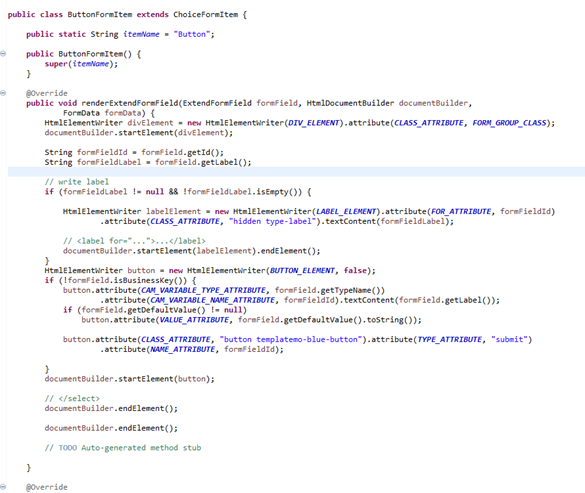 public class ButtonFormItem extends ChoiceFormItem {
public static String itemName = "Button";
public ButtonFormItem() {
super(itemName);
}
@Override
public void renderExtendFormField(ExtendFormField formField, HtmlDocumentBuilder documentBuilder,
FormData formData) {
HtmlElementWriter divElement = new HtmlElementWriter(DIV_ELEMENT).attribute(CLASS_ATTRIBUTE, FORM_GROUP_CLASS);
documentBuilder.startElement(divElement);
String formFieldId = formField.getId();
String formFieldLabel = formField.getLabel();
// write label
if (formFieldLabel != null && !formFieldLabel.isEmpty()) {
HtmlElementWriter labelElement = new HtmlElementWriter(LABEL_ELEMENT).attribute(FOR_ATTRIBUTE, formFieldId)
.attribute(CLASS_ATTRIBUTE, "hidden type-label").textContent(formFieldLabel);
// <label for="...">...</label>
documentBuilder.startElement(labelElement).endElement();
}
HtmlElementWriter button = new HtmlElementWriter(BUTTON_ELEMENT, false);
if (!formField.isBusinessKey()) {
button.attribute(CAM_VARIABLE_TYPE_ATTRIBUTE, formField.getTypeName())
.attribute(CAM_VARIABLE_NAME_ATTRIBUTE, formFieldId).textContent(formField.getLabel());
if (formField.getDefaultValue() != null)
button.attribute(VALUE_ATTRIBUTE, formField.getDefaultValue().toString());
button.attribute(CLASS_ATTRIBUTE, "button templatemo-blue-button").attribute(TYPE_ATTRIBUTE, "submit")
.attribute(NAME_ATTRIBUTE, formFieldId);
}
documentBuilder.startElement(button);
// </select>
documentBuilder.endElement();
documentBuilder.endElement();
// TODO Auto-generated method stub
}
@Override